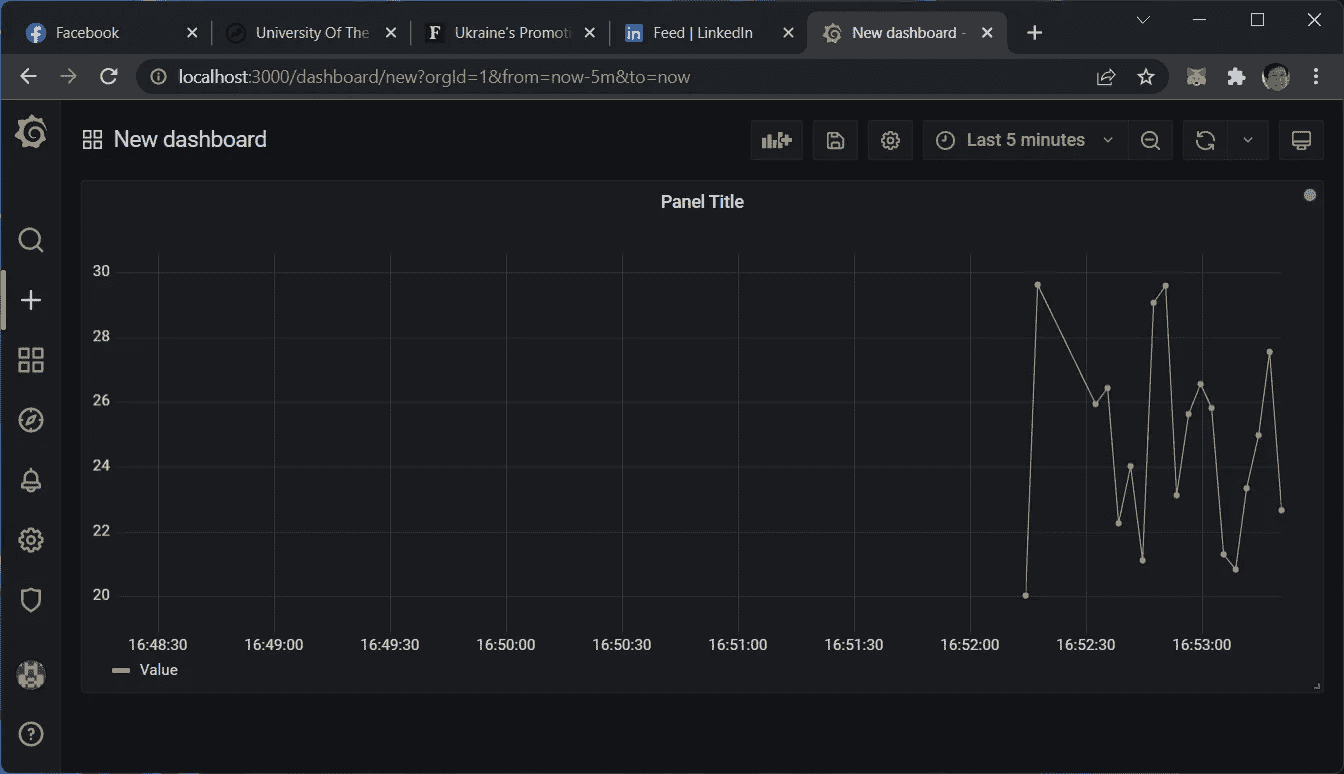 Facebook
University Of The
Ukraine's Promoti
Feed | LinkedIn
New dashboard -
localhost:3000/dashboard/new?orgId=1&from=now-5m&to=now
New dashboard
Last 5 minutes
Panel Title
30
28
26
24
22
20
16:48:30 16:49:00 16:49:30 16:50:00 16:50:30 16:51:00 16:51:30 16:52:00 16:52:30 16:53:00
Value